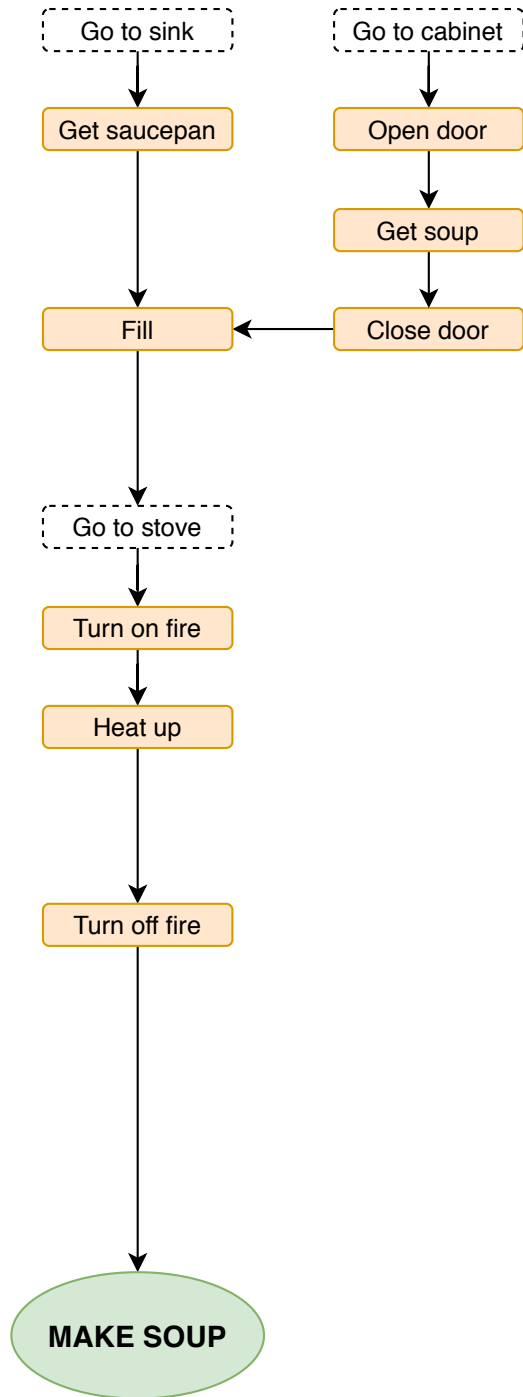 Go to sink
Go to cabinet
Get saucepan
Open door
Get soup
Fill
Close door
Go to stove
Turn on fire
Heat up
Turn off fire
MAKE SOUP